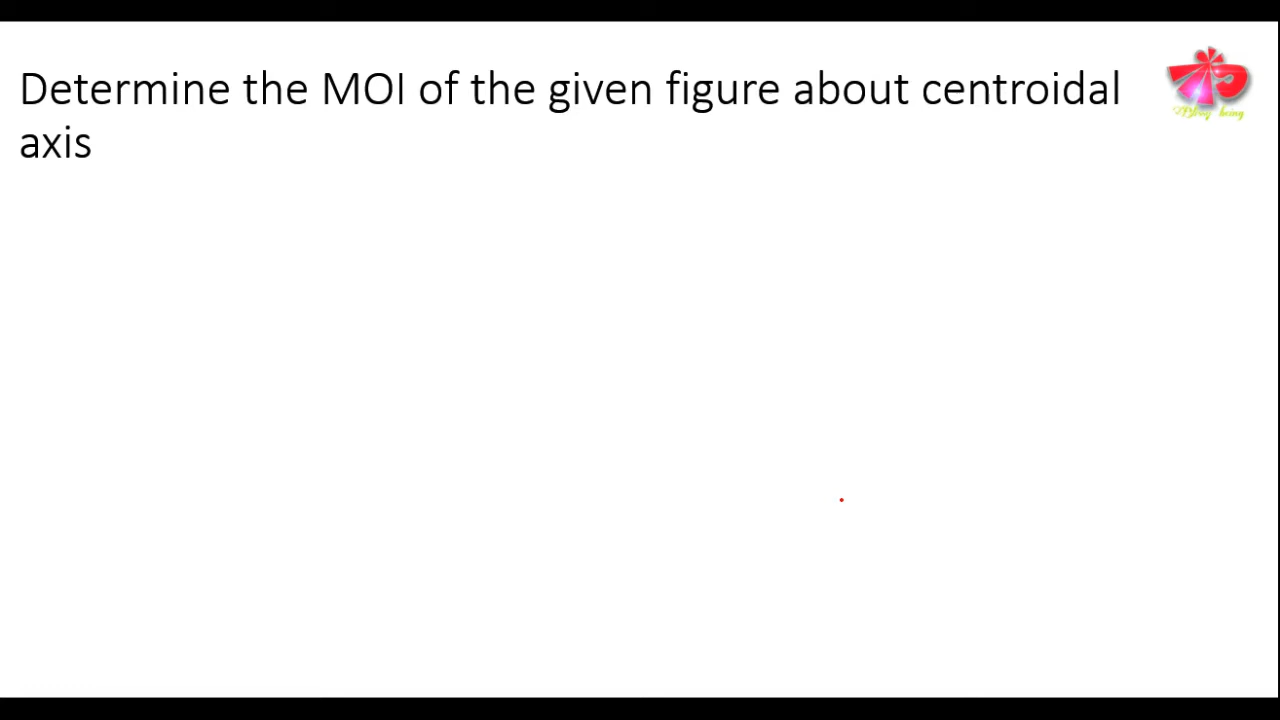 Determine the MOI of the given figure about centroidal
axis